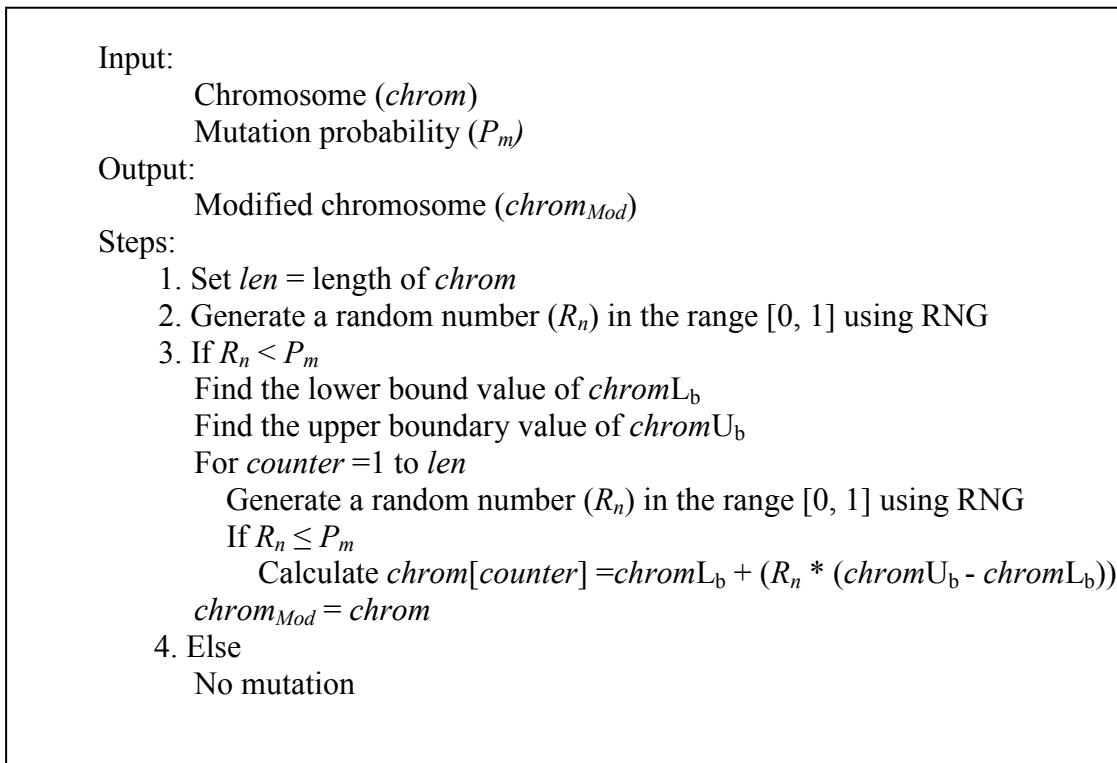 Input:
Chromosome (chrom)
Mutation probability (Pm)
Output:
Modified chromosome (chromMod)
Steps:
1. Set len = length of chrom
2. Generate a random number (Rn) in the range [0, 1] using RNG
3. If Rn < Pm
Find the lower bound value of chromLb
Find the upper boundary value of chromUb
For counter =1 to len
Generate a random number (Rn) in the range [0, 1] using RNG
If Rn ≤ Pm
Calculate chrom[counter] =chromLb + (Rn * (chromUb - chromLb))
chromMod = chrom
4. Else
No mutation